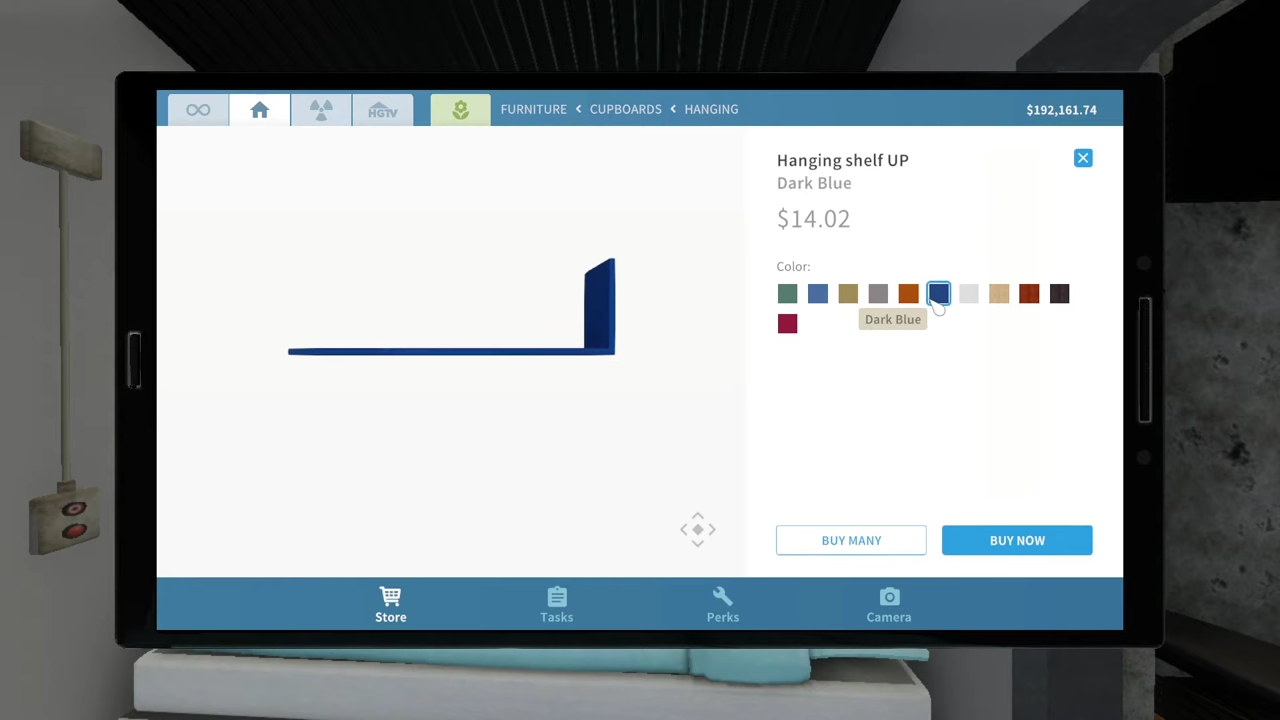 HGTV
FURNITURE < CUPBOARDS < HANGING
$192,161.74
Hanging shelf UP
Dark Blue
$14.02
Color:
Dark Blue
BUY MANY
BUY NOW
Store
Tasks
Perks
Camera